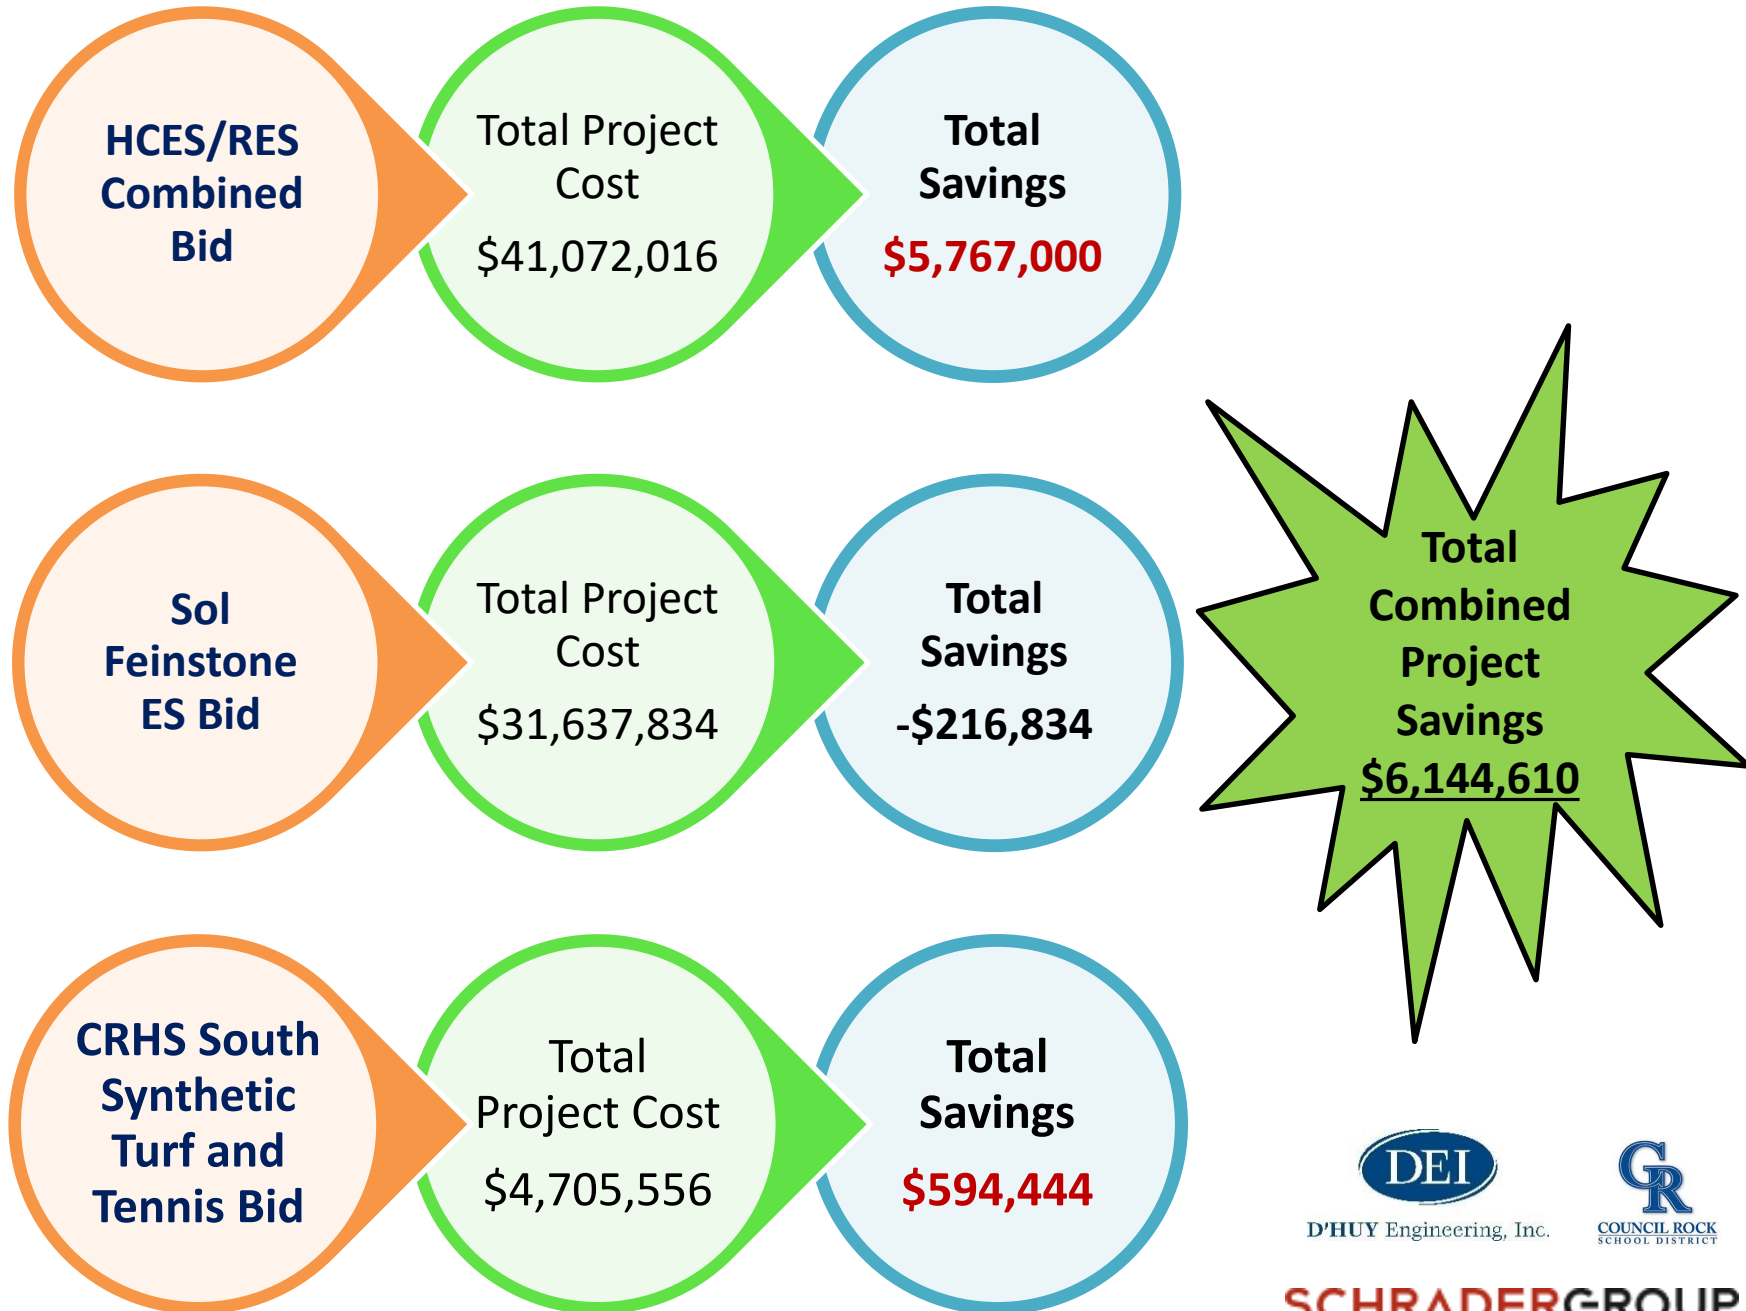 HCES/RES
Combined
Bid
Total Project
Cost
$41,072,016
Total
Savings
$5,767,000
Sol
Feinstone
ES Bid
Total Project
Cost
$31,637,834
Total
Savings
-$216,834
CRHS South
Synthetic
Turf and
Tennis Bid
Total
Project Cost
$4,705,556
Total
Savings
$594,444
Total
Combined
Project
Savings
$6,144,610
DEI
D'HUY Engineering, Inc.
CR
COUNCIL ROCK
SCHOOL DISTRICT
SCHRADERGROUP